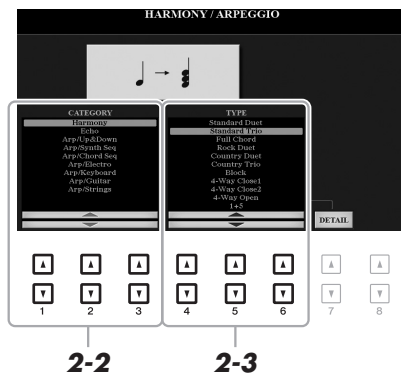 HARMONY / ARPEGGIO
CATEGORY
Harmony
Echo
Arp/Up&Down
Arp/Synth Seq
Arp/Chord Seq
Arp/Electro
Arp/Keyboard
Arp/Guitar
Arp/Strings
TYPE
Standard Duet
Standard Trio
Full Chord
Rock Duet
Country Duet
Country Trio
Block
4-Way Close1
4-Way Close2
4-Way Open
1+5
DETAIL
1 2 3 4 5 6 7 8
2-2 2-3